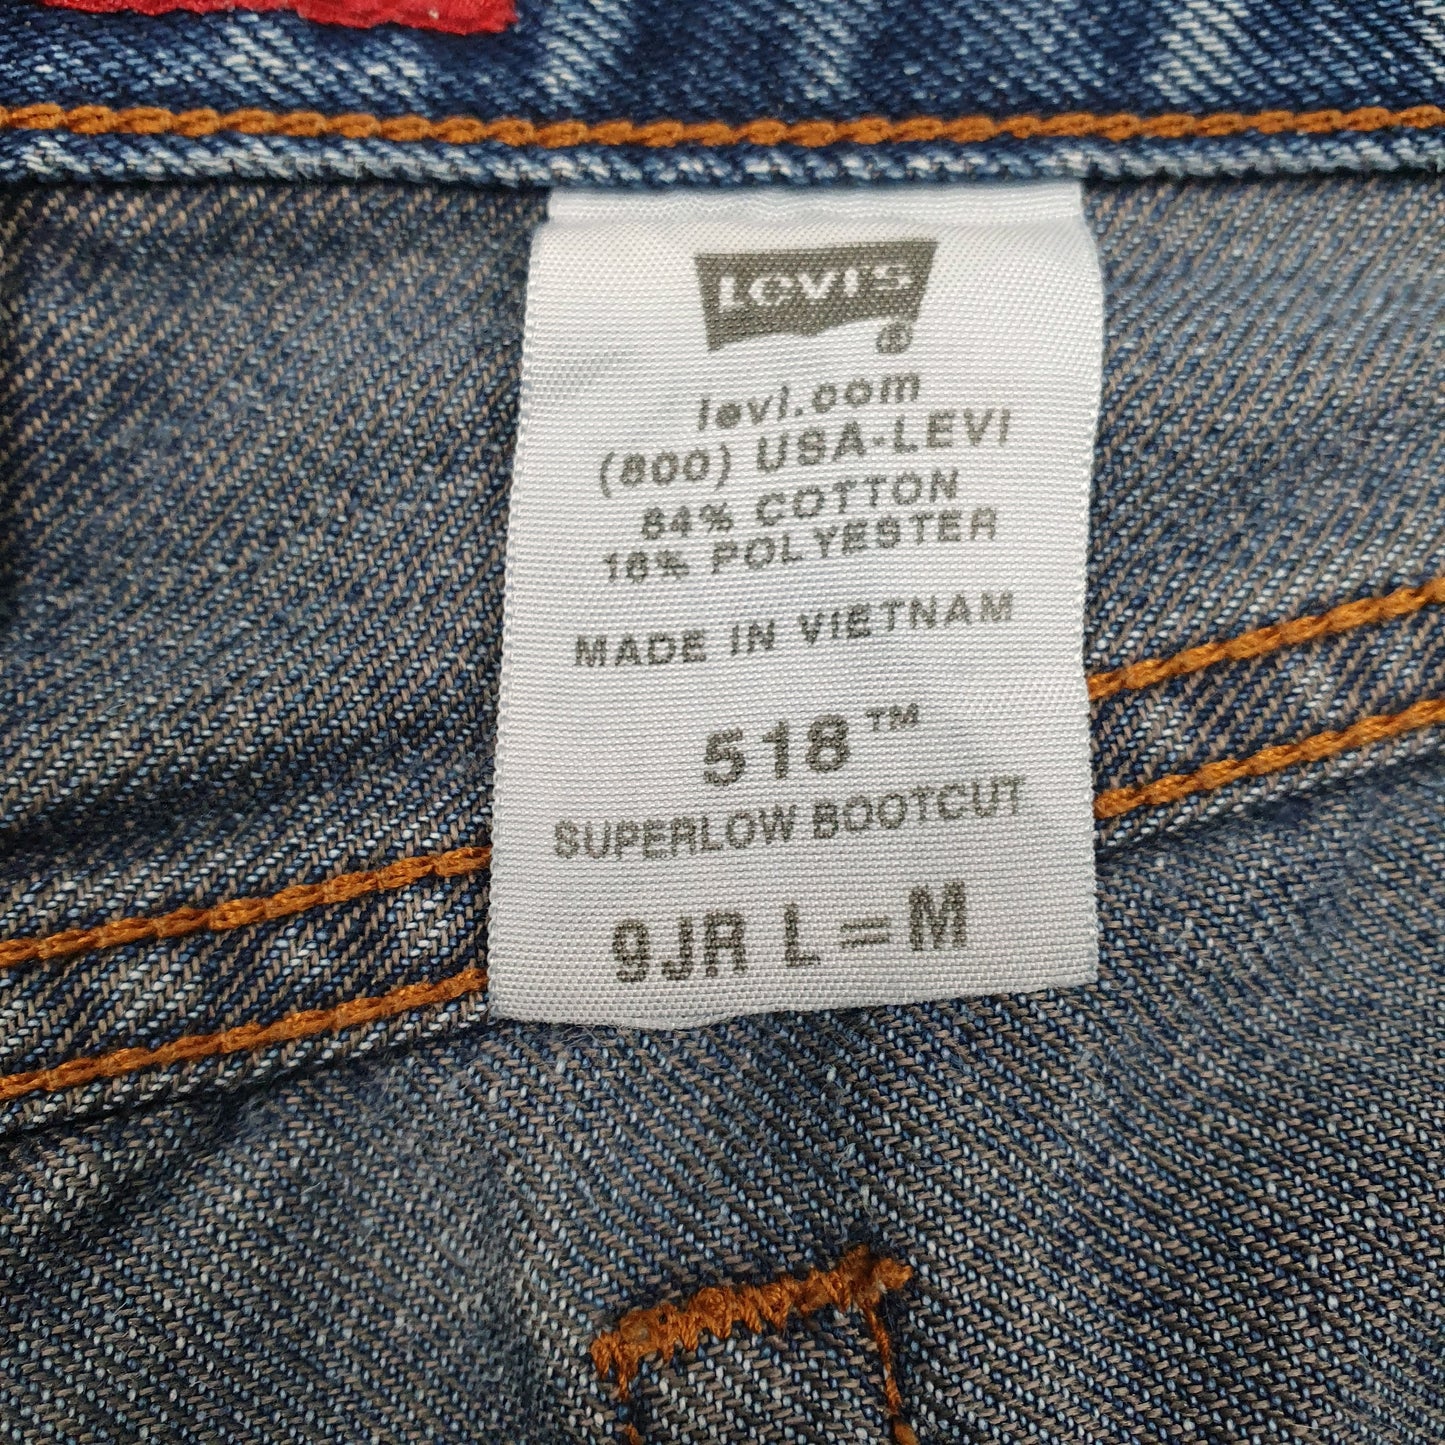 LEVI'S
®
levi.com
(800) USA-LEVI
84% COTTON
16% POLYESTER
MADE IN VIETNAM
518™
SUPERLOW BOOTCUT
9JR L=M